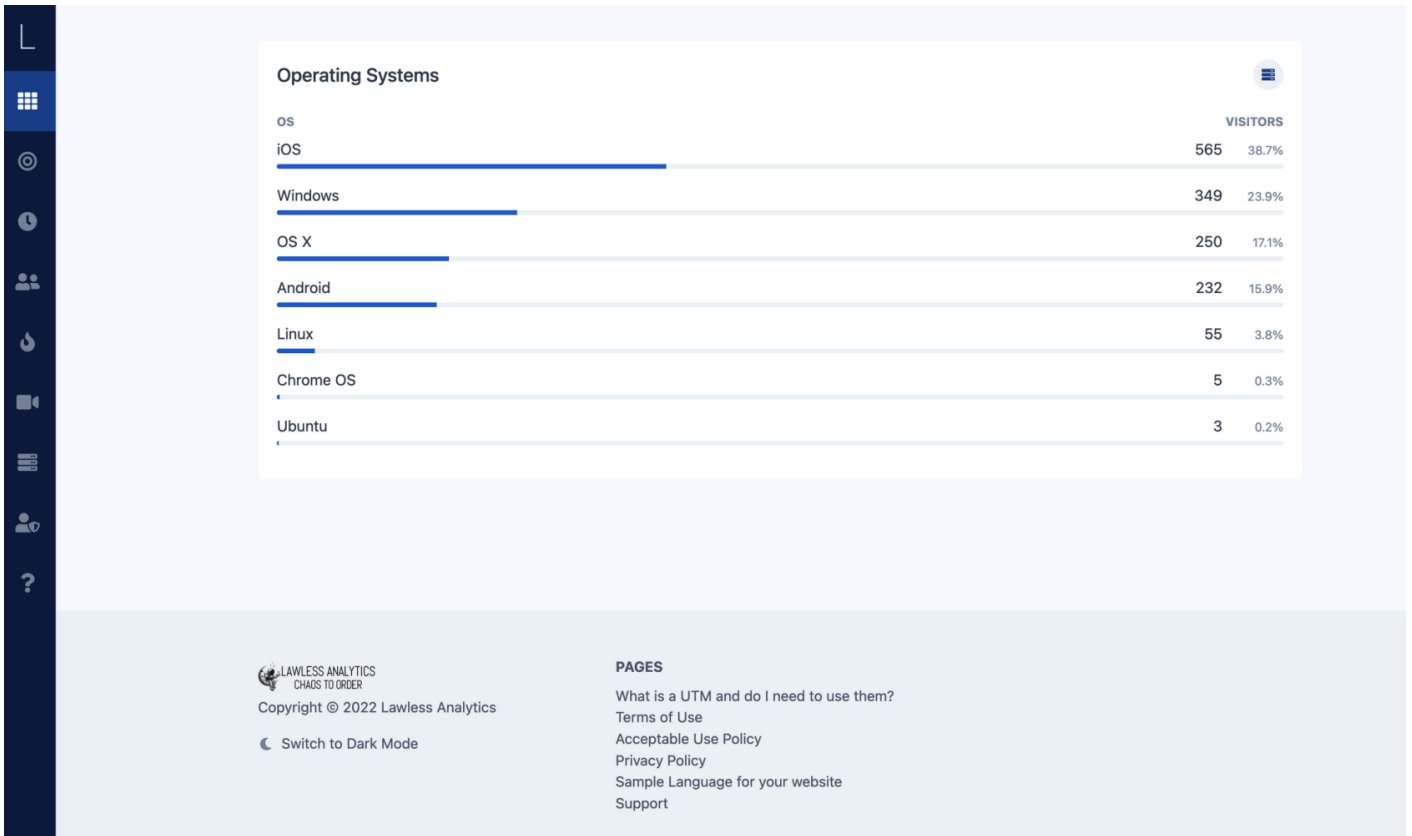 L
Operating Systems
OS VISITORS
iOS 565 38.7%
Windows 349 23.9%
OS X 250 17.1%
Android 232 15.9%
Linux 55 3.8%
Chrome OS 5 0.3%
Ubuntu 3 0.2%
?
LAWLESS ANALYTICS
CHAOS TO ORDER
Copyright © 2022 Lawless Analytics
Switch to Dark Mode
PAGES
What is a UTM and do I need to use them?
Terms of Use
Acceptable Use Policy
Privacy Policy
Sample Language for your website
Support